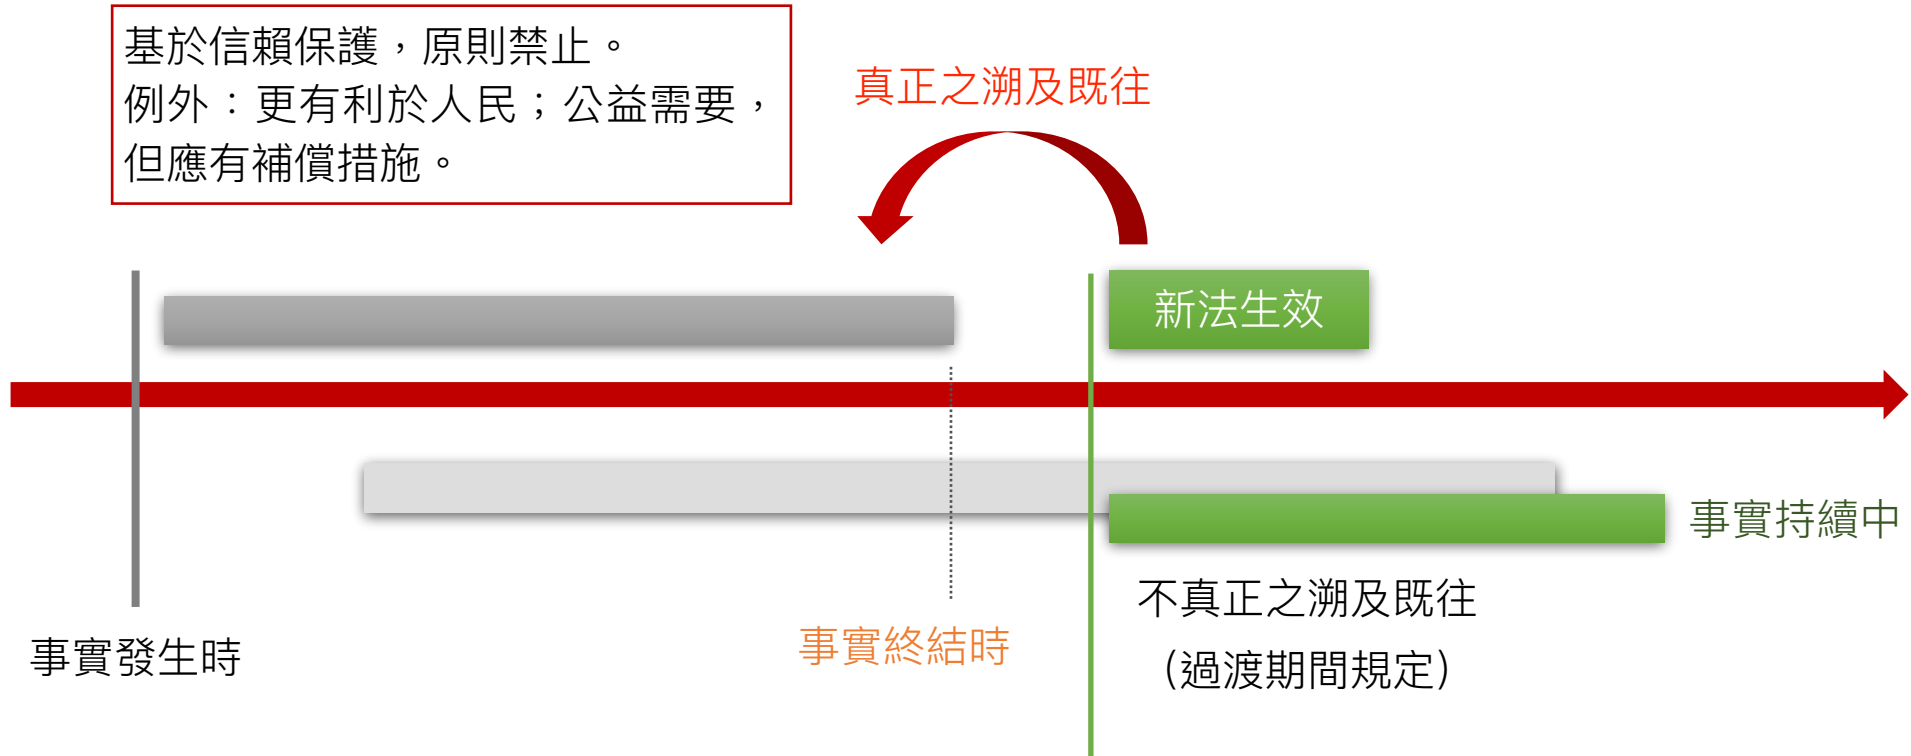 基於信賴保護，原則禁止。
例外：更有利於人民；公益需要，
但應有補償措施。
真正之溯及既往
新法生效
事實持續中
不真正之溯及既往
（過渡期間規定）
事實終結時
事實發生時